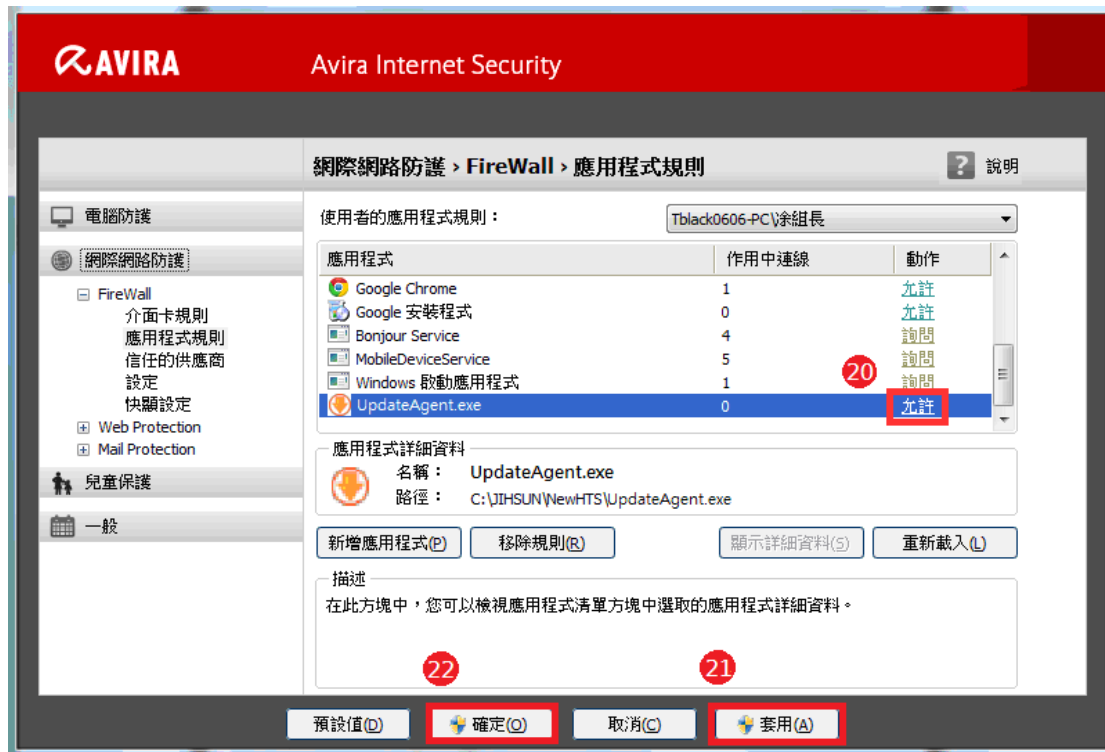 AVIRA
Avira Internet Security
網際網路防護 › FireWall › 應用程式規則
? 說明
電腦防護
網際網路防護
FireWall
介面卡規則
應用程式規則
信任的供應商
設定
快顯設定
Web Protection
Mail Protection
兒童保護
一般
使用者的應用程式規則：
Tblack0606-PC\涂組長
應用程式 作用中連線 動作
Google Chrome 1 允許
Google 安裝程式 0 允許
Bonjour Service 4 詢問
MobileDeviceService 5 詢問
Windows 啟動應用程式 1 詢問
20
UpdateAgent.exe 0 允許
應用程式詳細資料
名稱： UpdateAgent.exe
路徑： C:\JIHSUN\NewHTS\UpdateAgent.exe
新增應用程式(P) 移除規則(R) 顯示詳細資料(S) 重新載入(L)
描述
在此方塊中，您可以檢視應用程式清單方塊中選取的應用程式詳細資料。
22 21
預設值(D) 確定(O) 取消(C) 套用(A)